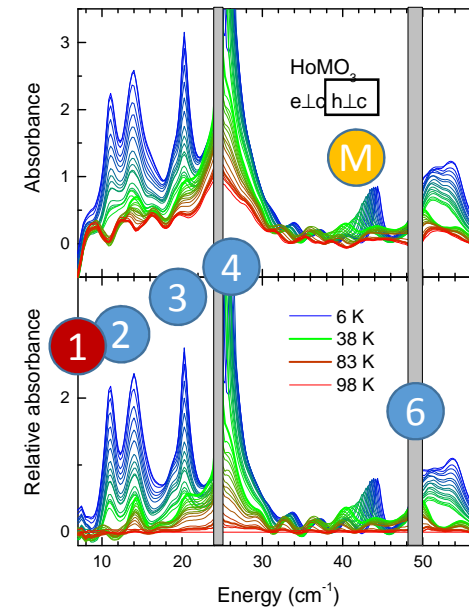 3
2
1
0
Absorbance
HoMO3
e⊥c h⊥c
M
4
3
2
1
6 K
38 K
83 K
98 K
6
2
0
Relative absorbance
10 20 30 40 50
Energy (cm-1)